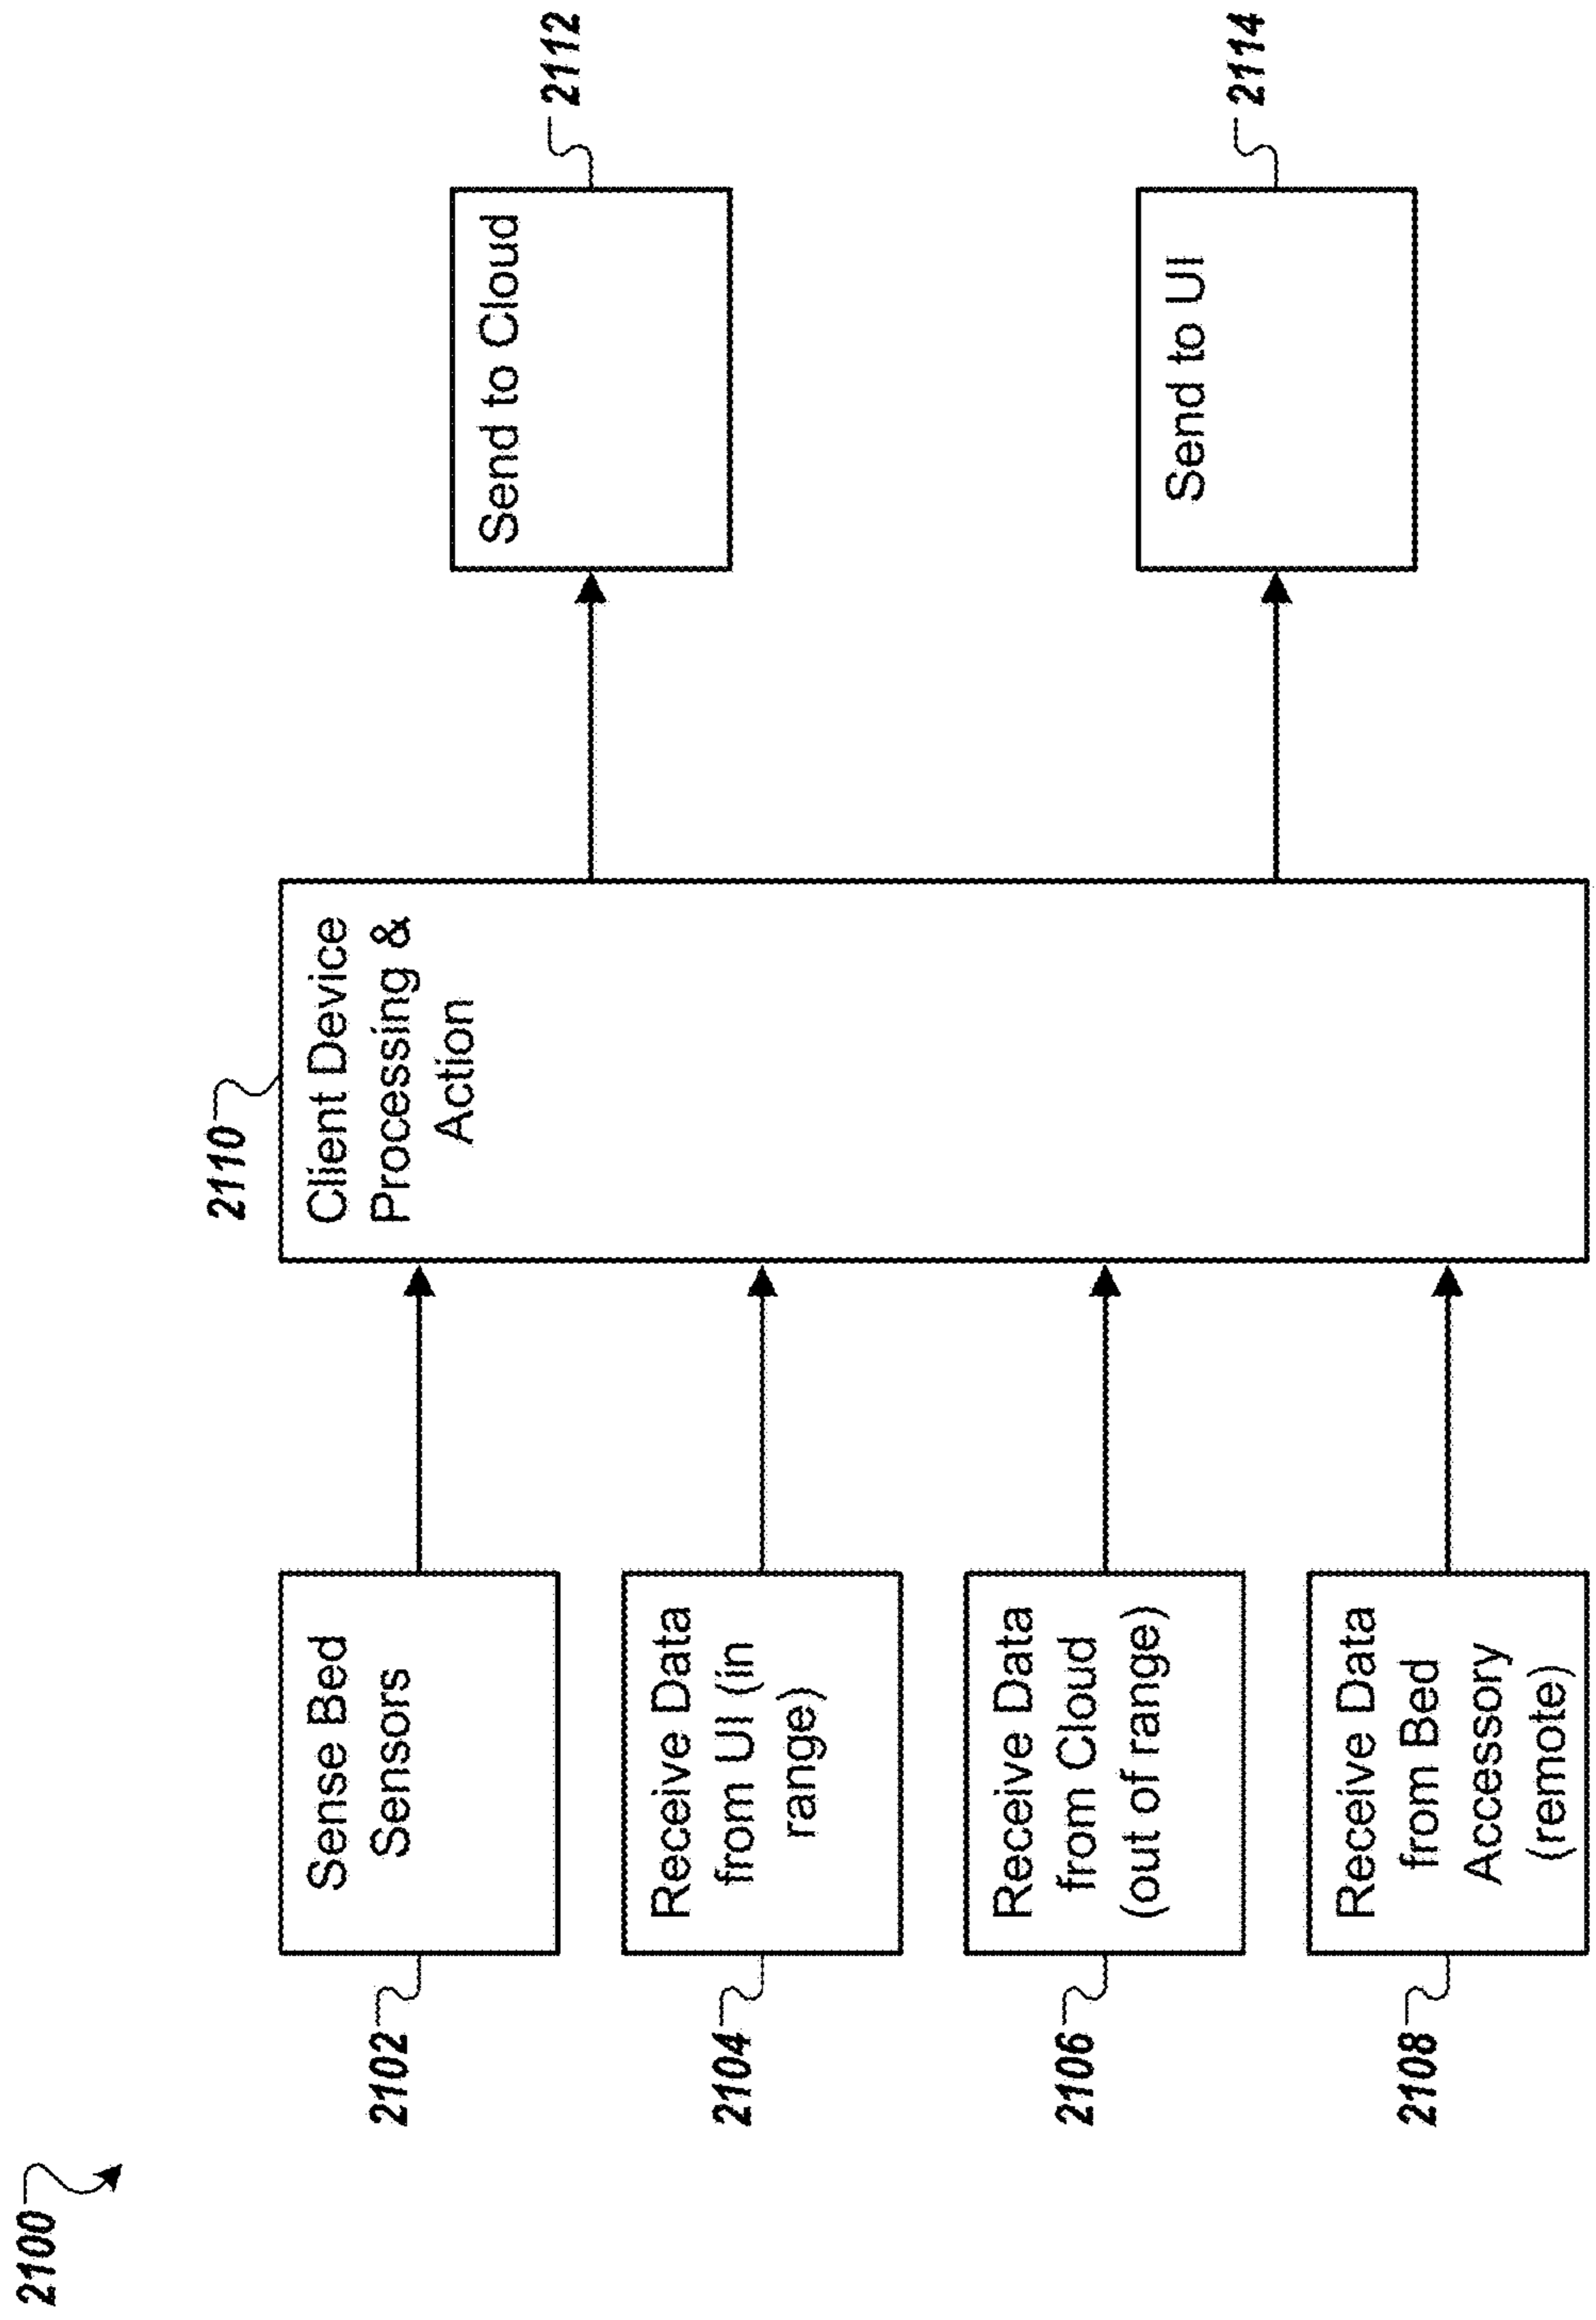 2100
2102
Sense Bed
Sensors
2104
Receive Data
from UI (in
range)
2106
Receive Data
from Cloud
(out of range)
2108
Receive Data
from Bed
Accessory
(remote)
2110
Client Device
Processing &
Action
2112
Send to Cloud
2114
Send to UI